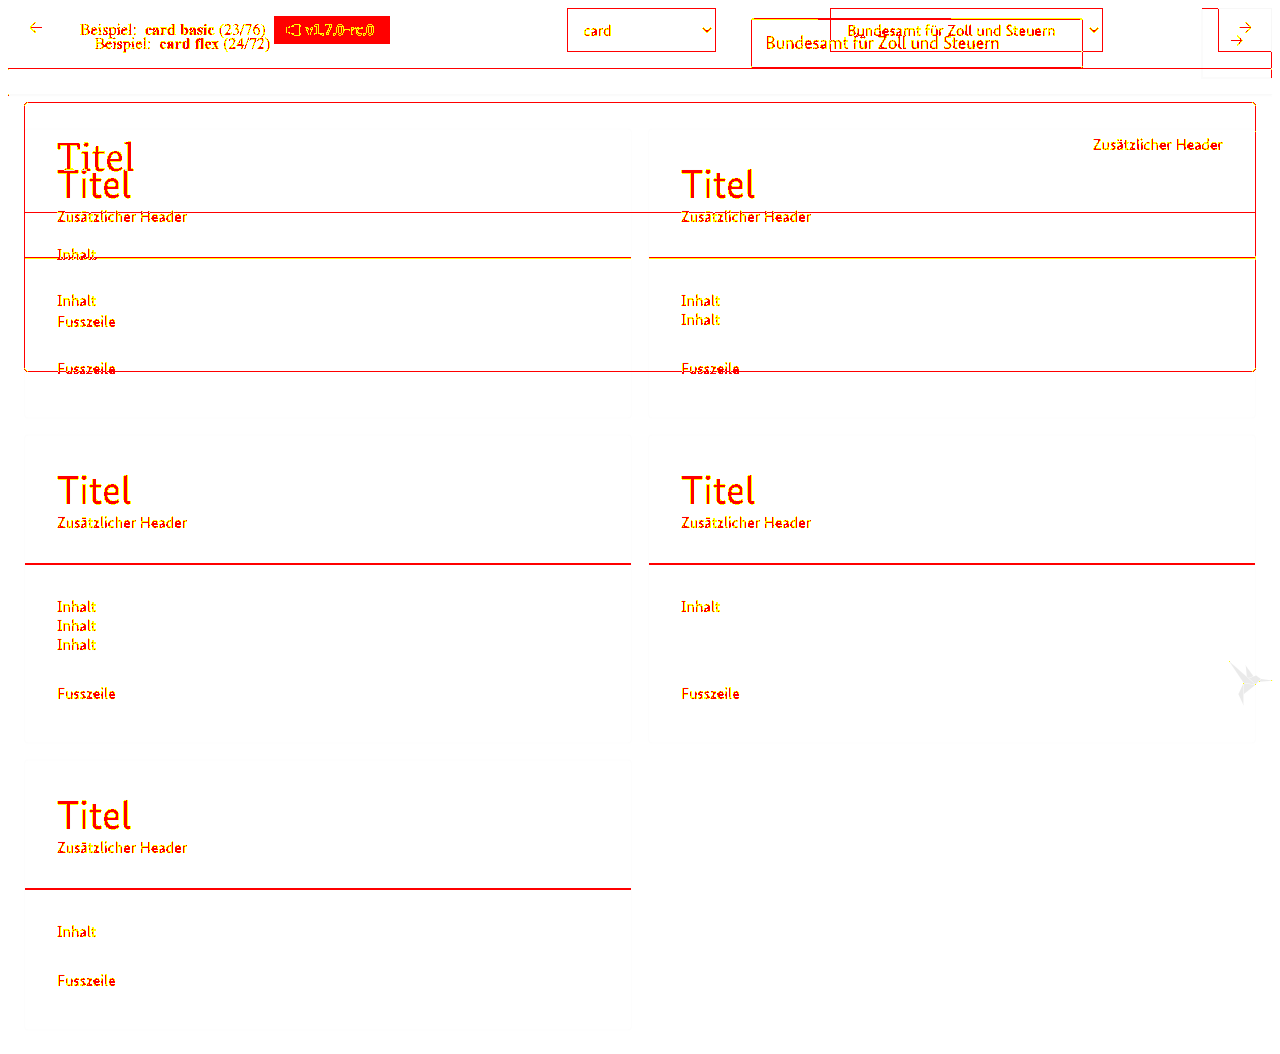 Beispiel: card basic (23/76) v1.7.0-rc.0 card Bundesamt für Zoll und Steuern
Beispiel: card flex (24/72) Bundesamt für Zoll und Steuern
Titel Zusätzlicher Header
Titel Titel
Zusätzlicher Header Zusätzlicher Header
Inhalt
Inhalt Inhalt
Fusszeile Inhalt
Fusszeile Fusszeile
Titel Titel
Zusätzlicher Header Zusätzlicher Header
Inhalt Inhalt
Inhalt
Inhalt
Fusszeile Fusszeile
Titel
Zusätzlicher Header
Inhalt
Fusszeile